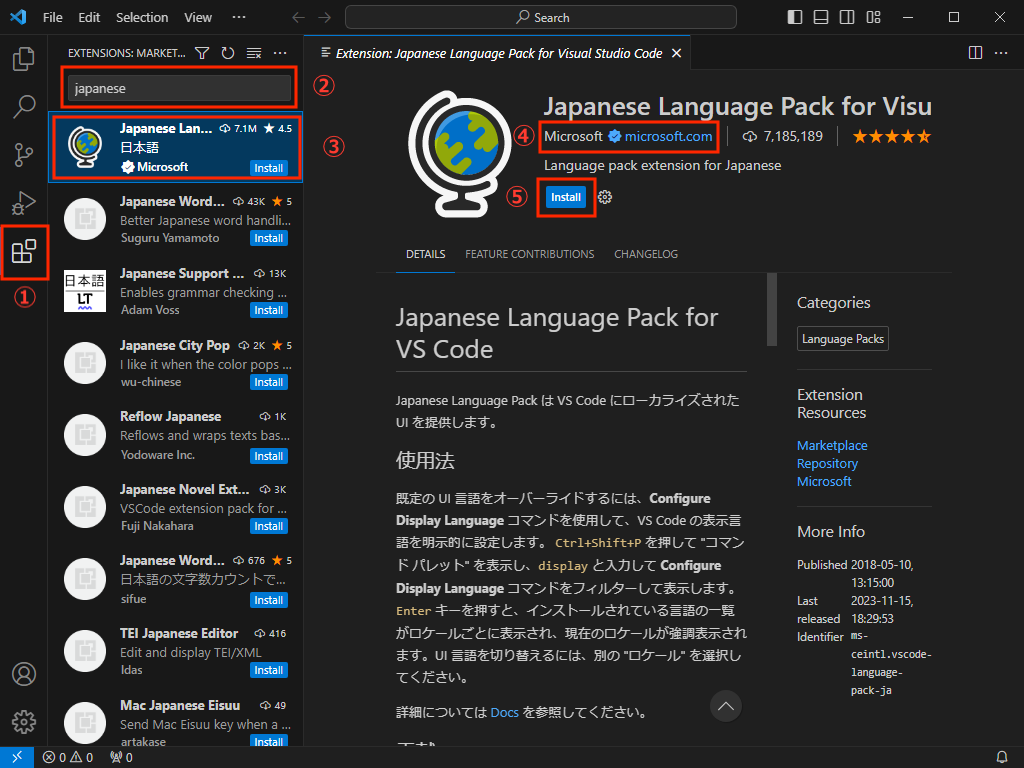 File Edit Selection View ··· Search
EXTENSIONS: MARKET... ···
Extension: Japanese Language Pack for Visual Studio Code
japanese
②
Japanese Lan... 7.1M ★ 4.5
日本語
Microsoft
Install
③
Japanese Word... 43K ★ 5
Better Japanese word handli...
Suguru Yamamoto
Install
①
日本語
LT
Japanese Support ... 13K
Enables grammar checking ...
Adam Voss
Install
Japanese City Pop 2K ★ 5
I like it when the color pops ...
wu-chinese
Install
Reflow Japanese 1K
Reflows and wraps texts bas...
Yodoware Inc.
Install
Japanese Novel Ext... 3K
VSCode extension pack for ...
Fuji Nakahara
Install
Japanese Word... 676 ★ 5
日本語の文字数カウントで...
sifue
Install
TEI Japanese Editor 416
Edit and display TEI/XML
ldas
Install
Mac Japanese Eisuu 49
Send Mac Eisuu key when a ...
artakase
Install
Japanese Language Pack for Visu
④ Microsoft microsoft.com 7,185,189 ★★★★★
Language pack extension for Japanese
⑤ Install
DETAILS FEATURE CONTRIBUTIONS CHANGELOG
Japanese Language Pack for
VS Code
Japanese Language Pack は VS Code にローカライズされた
UI を提供します。
使用法
既定の UI 言語をオーバーライドするには、Configure
Display Language コマンドを使用して、VS Code の表示言
語を明示的に設定します。 Ctrl+Shift+P を押して "コマン
ド パレット" を表示し、display と入力して Configure
Display Language コマンドをフィルターして表示します。
Enter キーを押すと、インストールされている言語の一覧
がロケールごとに表示され、現在のロケールが強調表示され
ます。UI 言語を切り替えるには、別の "ロケール" を選択し
てください。
詳細については Docs を参照してください。
Categories
Language Packs
Extension
Resources
Marketplace
Repository
Microsoft
More Info
Published 2018-05-10,
13:15:00
Last 2023-11-15,
released 18:29:53
Identifier ms-
ceintl.vscode-
language-
pack-ja
0 0 0